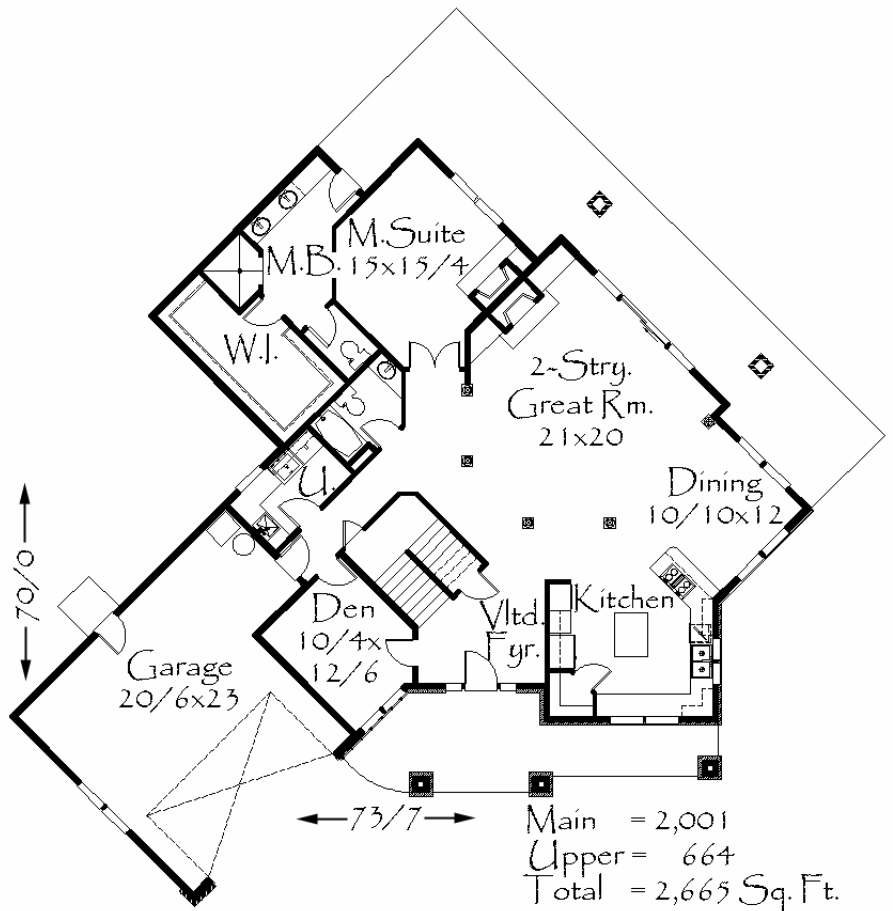 M.Suite
15x15/4
M.B.
W.I.
2-Stry.
Great Rm.
21x20
U.
Dining
10/10x12
70/0
Den
10/4x
12/6
Vltd.
Fyr.
Kitchen
Garage
20/6x23
73/7
Main = 2,001
Upper = 664
Total = 2,665 Sq. Ft.